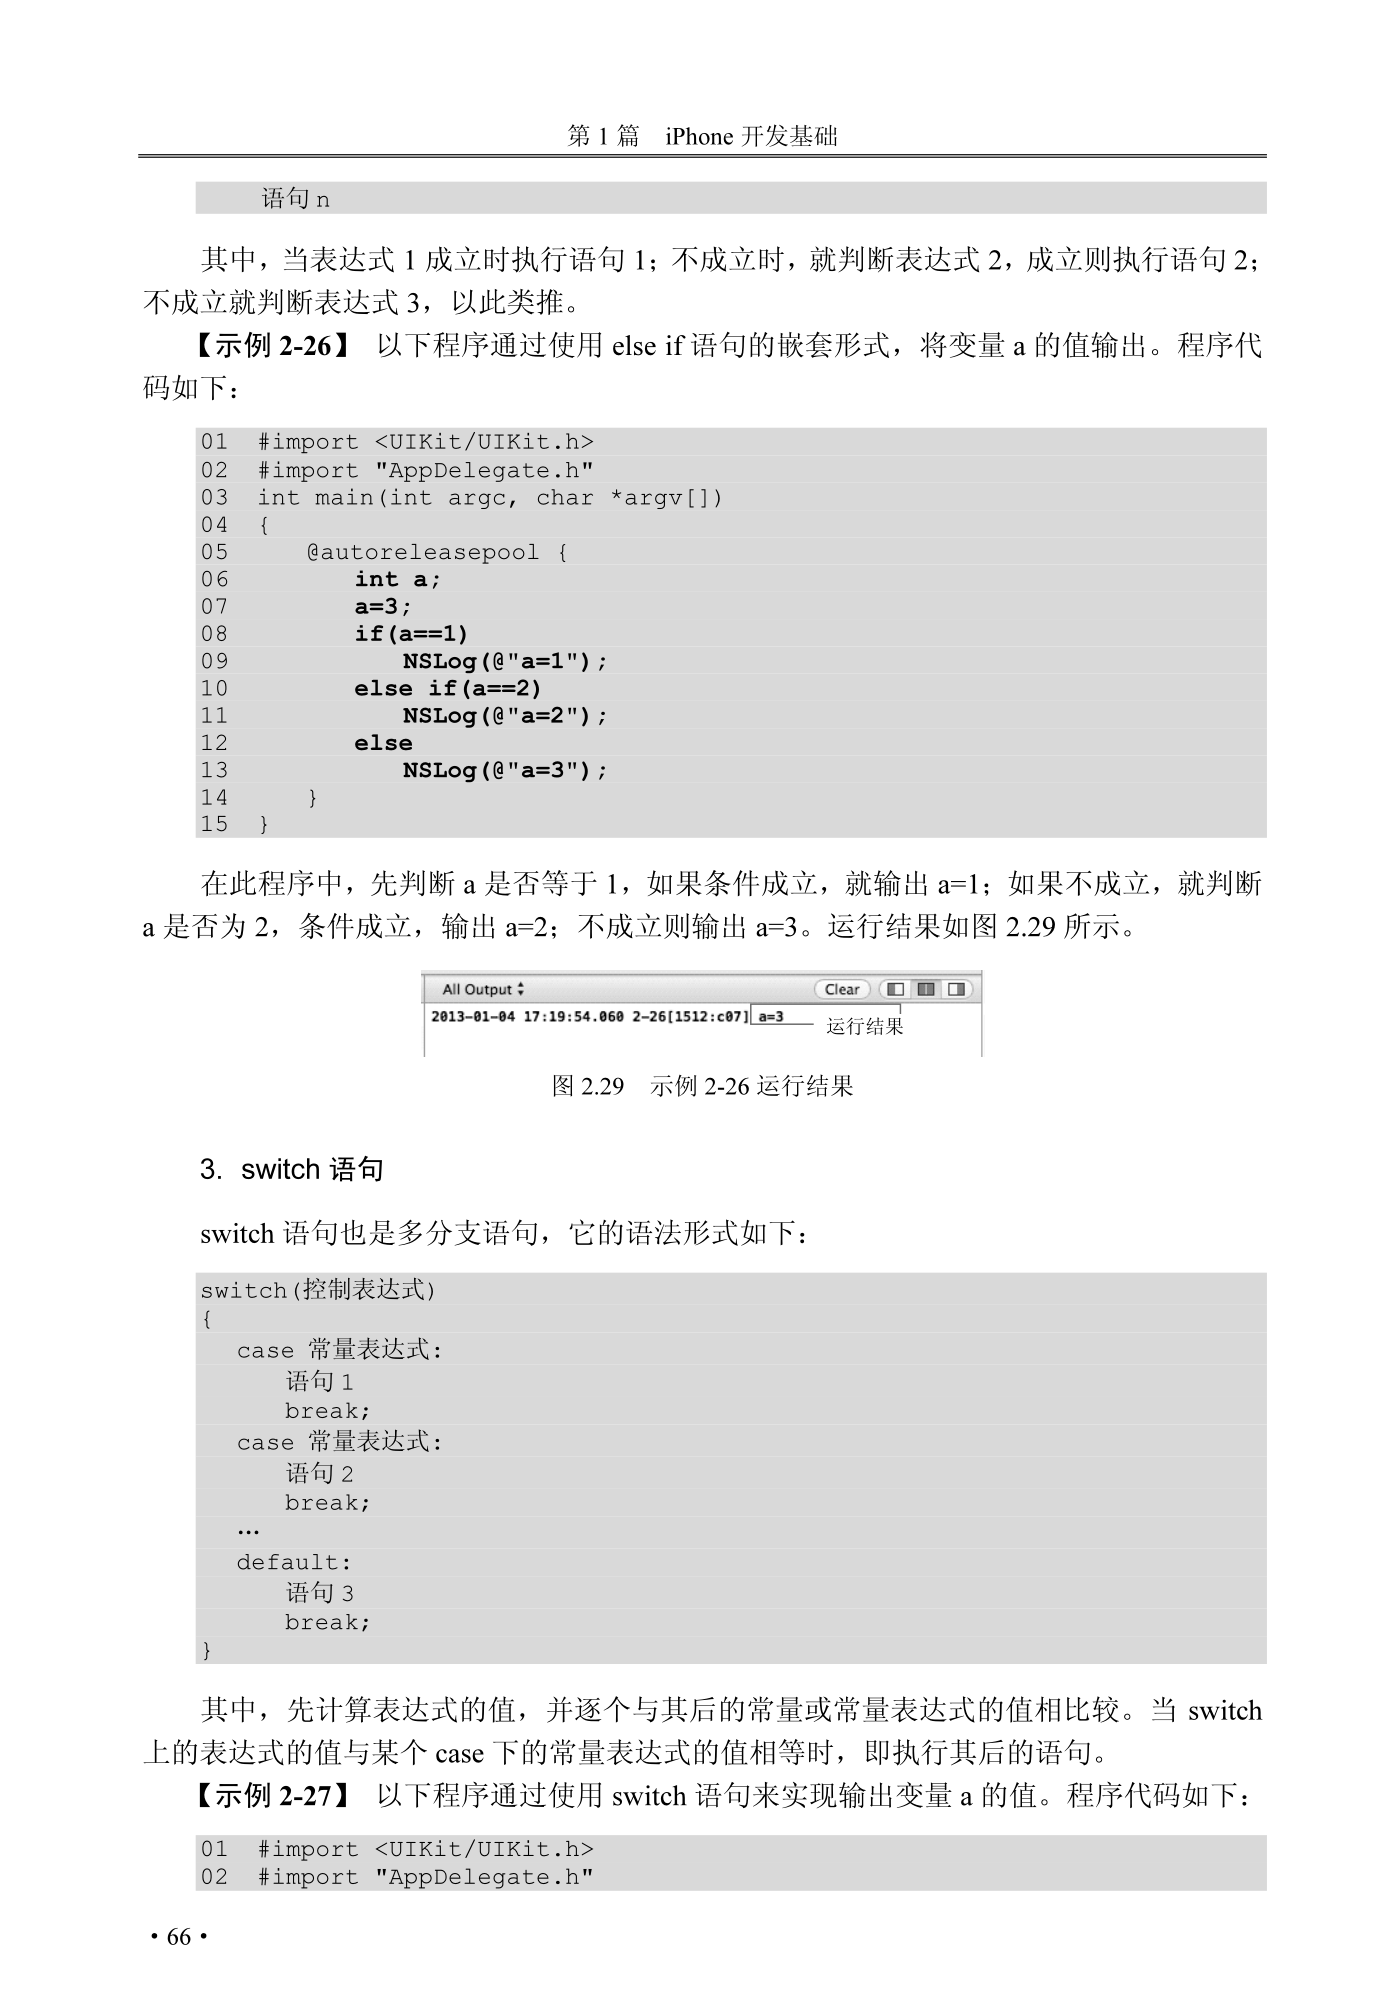 第 1 篇 iPhone 开发基础
语句 n
其中，当表达式 1 成立时执行语句 1；不成立时，就判断表达式 2，成立则执行语句 2；
不成立就判断表达式 3，以此类推。
【示例 2-26】 以下程序通过使用 else if 语句的嵌套形式，将变量 a 的值输出。程序代
码如下：
01 #import <UIKit/UIKit.h>
02 #import "AppDelegate.h"
03 int main(int argc, char *argv[])
04 {
05 @autoreleasepool {
06 int a;
07 a=3;
08 if(a==1)
09 NSLog(@"a=1");
10 else if(a==2)
11 NSLog(@"a=2");
12 else
13 NSLog(@"a=3");
14 }
15 }
在此程序中，先判断 a 是否等于 1，如果条件成立，就输出 a=1；如果不成立，就判断
a 是否为 2，条件成立，输出 a=2；不成立则输出 a=3。运行结果如图 2.29 所示。
All Output Clear
2013-01-04 17:19:54.060 2-26[1512:c07] a=3 运行结果
图 2.29 示例 2-26 运行结果
3．switch 语句
switch 语句也是多分支语句，它的语法形式如下：
switch(控制表达式)
{
case 常量表达式:
语句 1
break;
case 常量表达式:
语句 2
break;
…
default:
语句 3
break;
}
其中，先计算表达式的值，并逐个与其后的常量或常量表达式的值相比较。当 switch
上的表达式的值与某个 case 下的常量表达式的值相等时，即执行其后的语句。
【示例 2-27】 以下程序通过使用 switch 语句来实现输出变量 a 的值。程序代码如下：
01 #import <UIKit/UIKit.h>
02 #import "AppDelegate.h"
· 66 ·